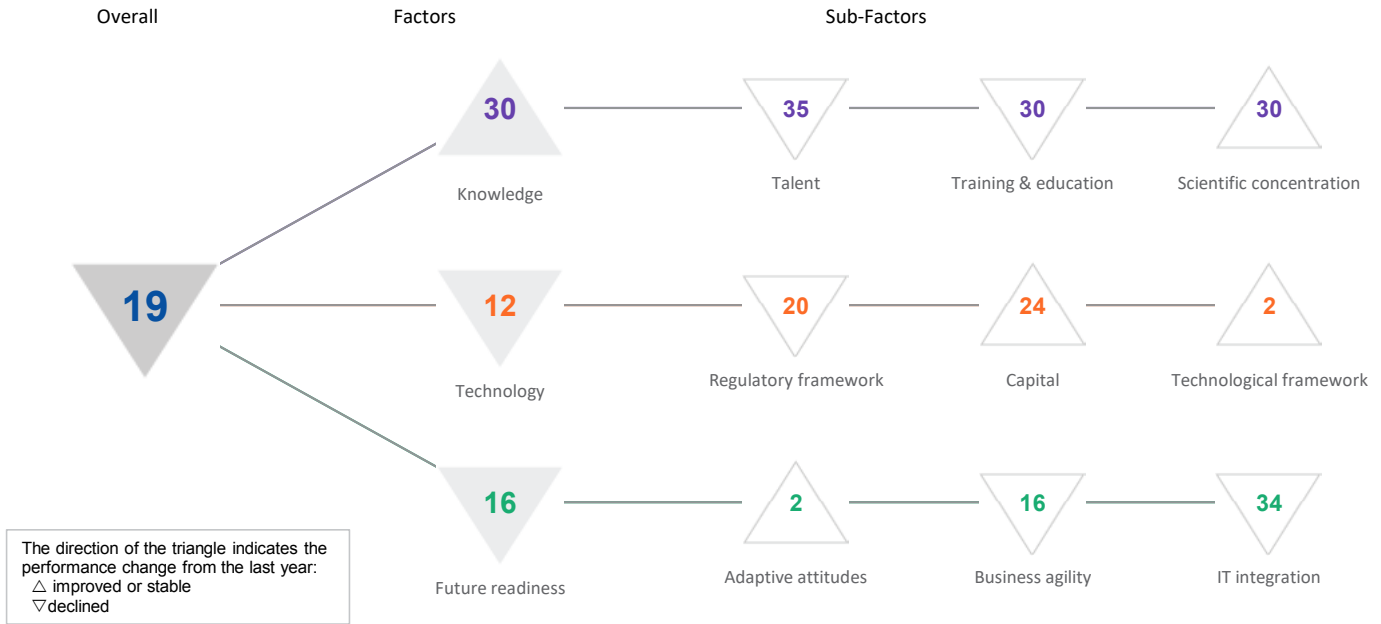 Overall Factors Sub-Factors
30 35 30 30
Knowledge Talent Training & education Scientific concentration
19 12 20 24 2
Technology Regulatory framework Capital Technological framework
16 2 16 34
Future readiness Adaptive attitudes Business agility IT integration
The direction of the triangle indicates the
performance change from the last year:
△ improved or stable
▽declined